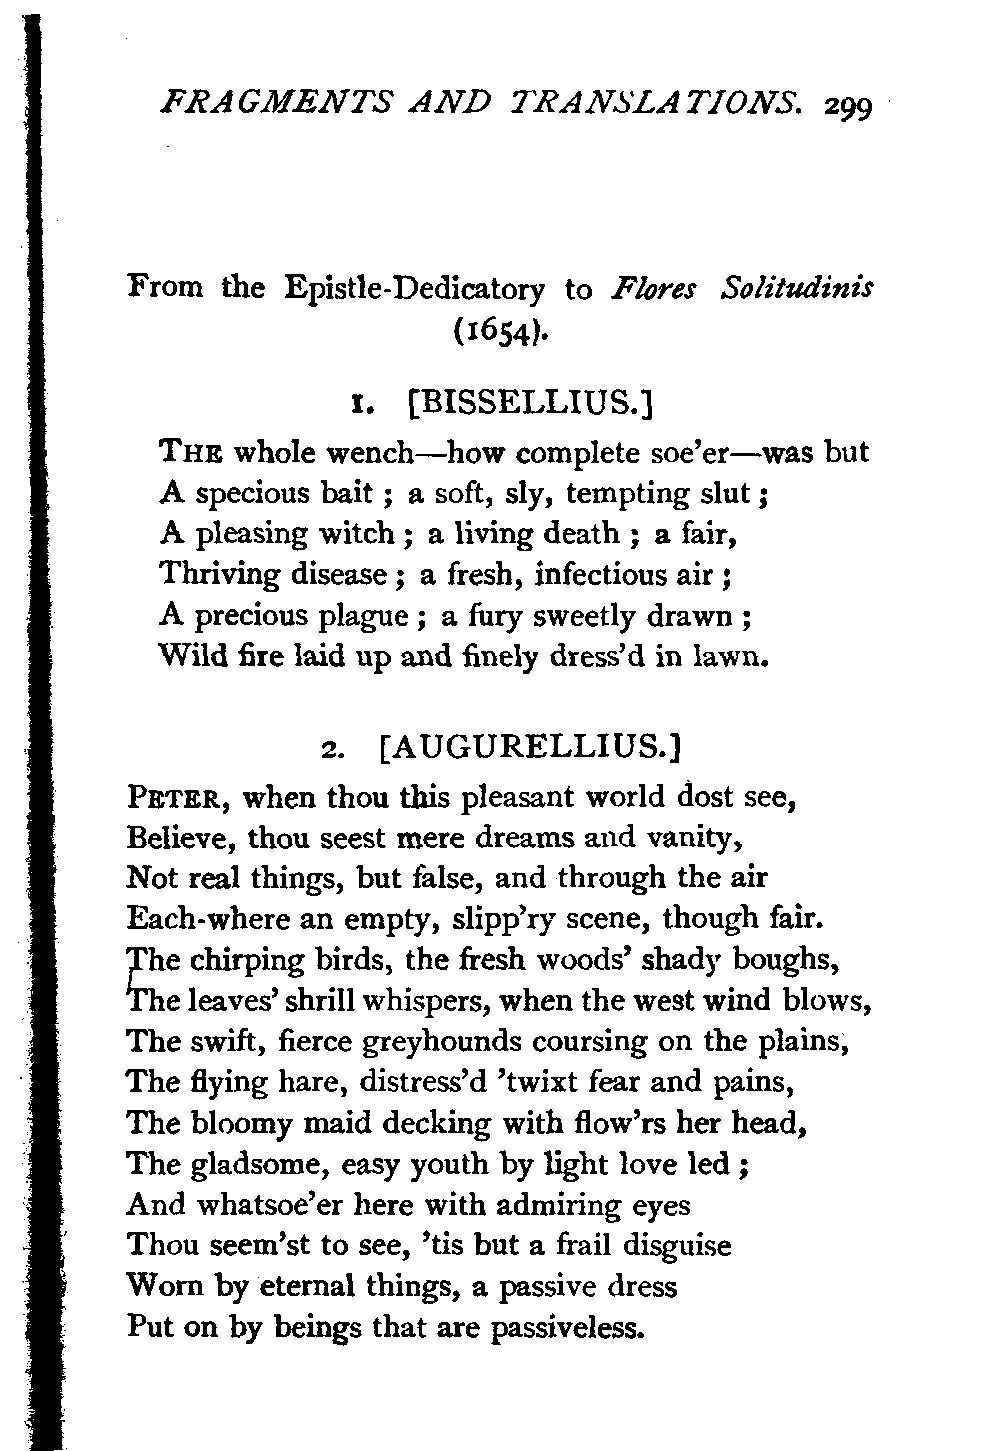 FRAGMENTS AND TRANSLATIONS. 299
From the Epistle-Dedicatory to Flores Solitudinis
(1654).
1. [BISSELLIUS.]
THE whole wench—how complete soe'er—was but
A specious bait ; a soft, sly, tempting slut ;
A pleasing witch ; a living death ; a fair,
Thriving disease ; a fresh, infectious air ;
A precious plague ; a fury sweetly drawn ;
Wild fire laid up and finely dress'd in lawn.
2. [AUGURELLIUS.]
PETER, when thou this pleasant world dost see,
Believe, thou seest mere dreams and vanity,
Not real things, but false, and through the air
Each-where an empty, slipp'ry scene, though fair.
The chirping birds, the fresh woods' shady boughs,
The leaves' shrill whispers, when the west wind blows,
The swift, fierce greyhounds coursing on the plains,
The flying hare, distress'd 'twixt fear and pains,
The bloomy maid decking with flow'rs her head,
The gladsome, easy youth by light love led ;
And whatsoe'er here with admiring eyes
Thou seem'st to see, 'tis but a frail disguise
Worn by eternal things, a passive dress
Put on by beings that are passiveless.